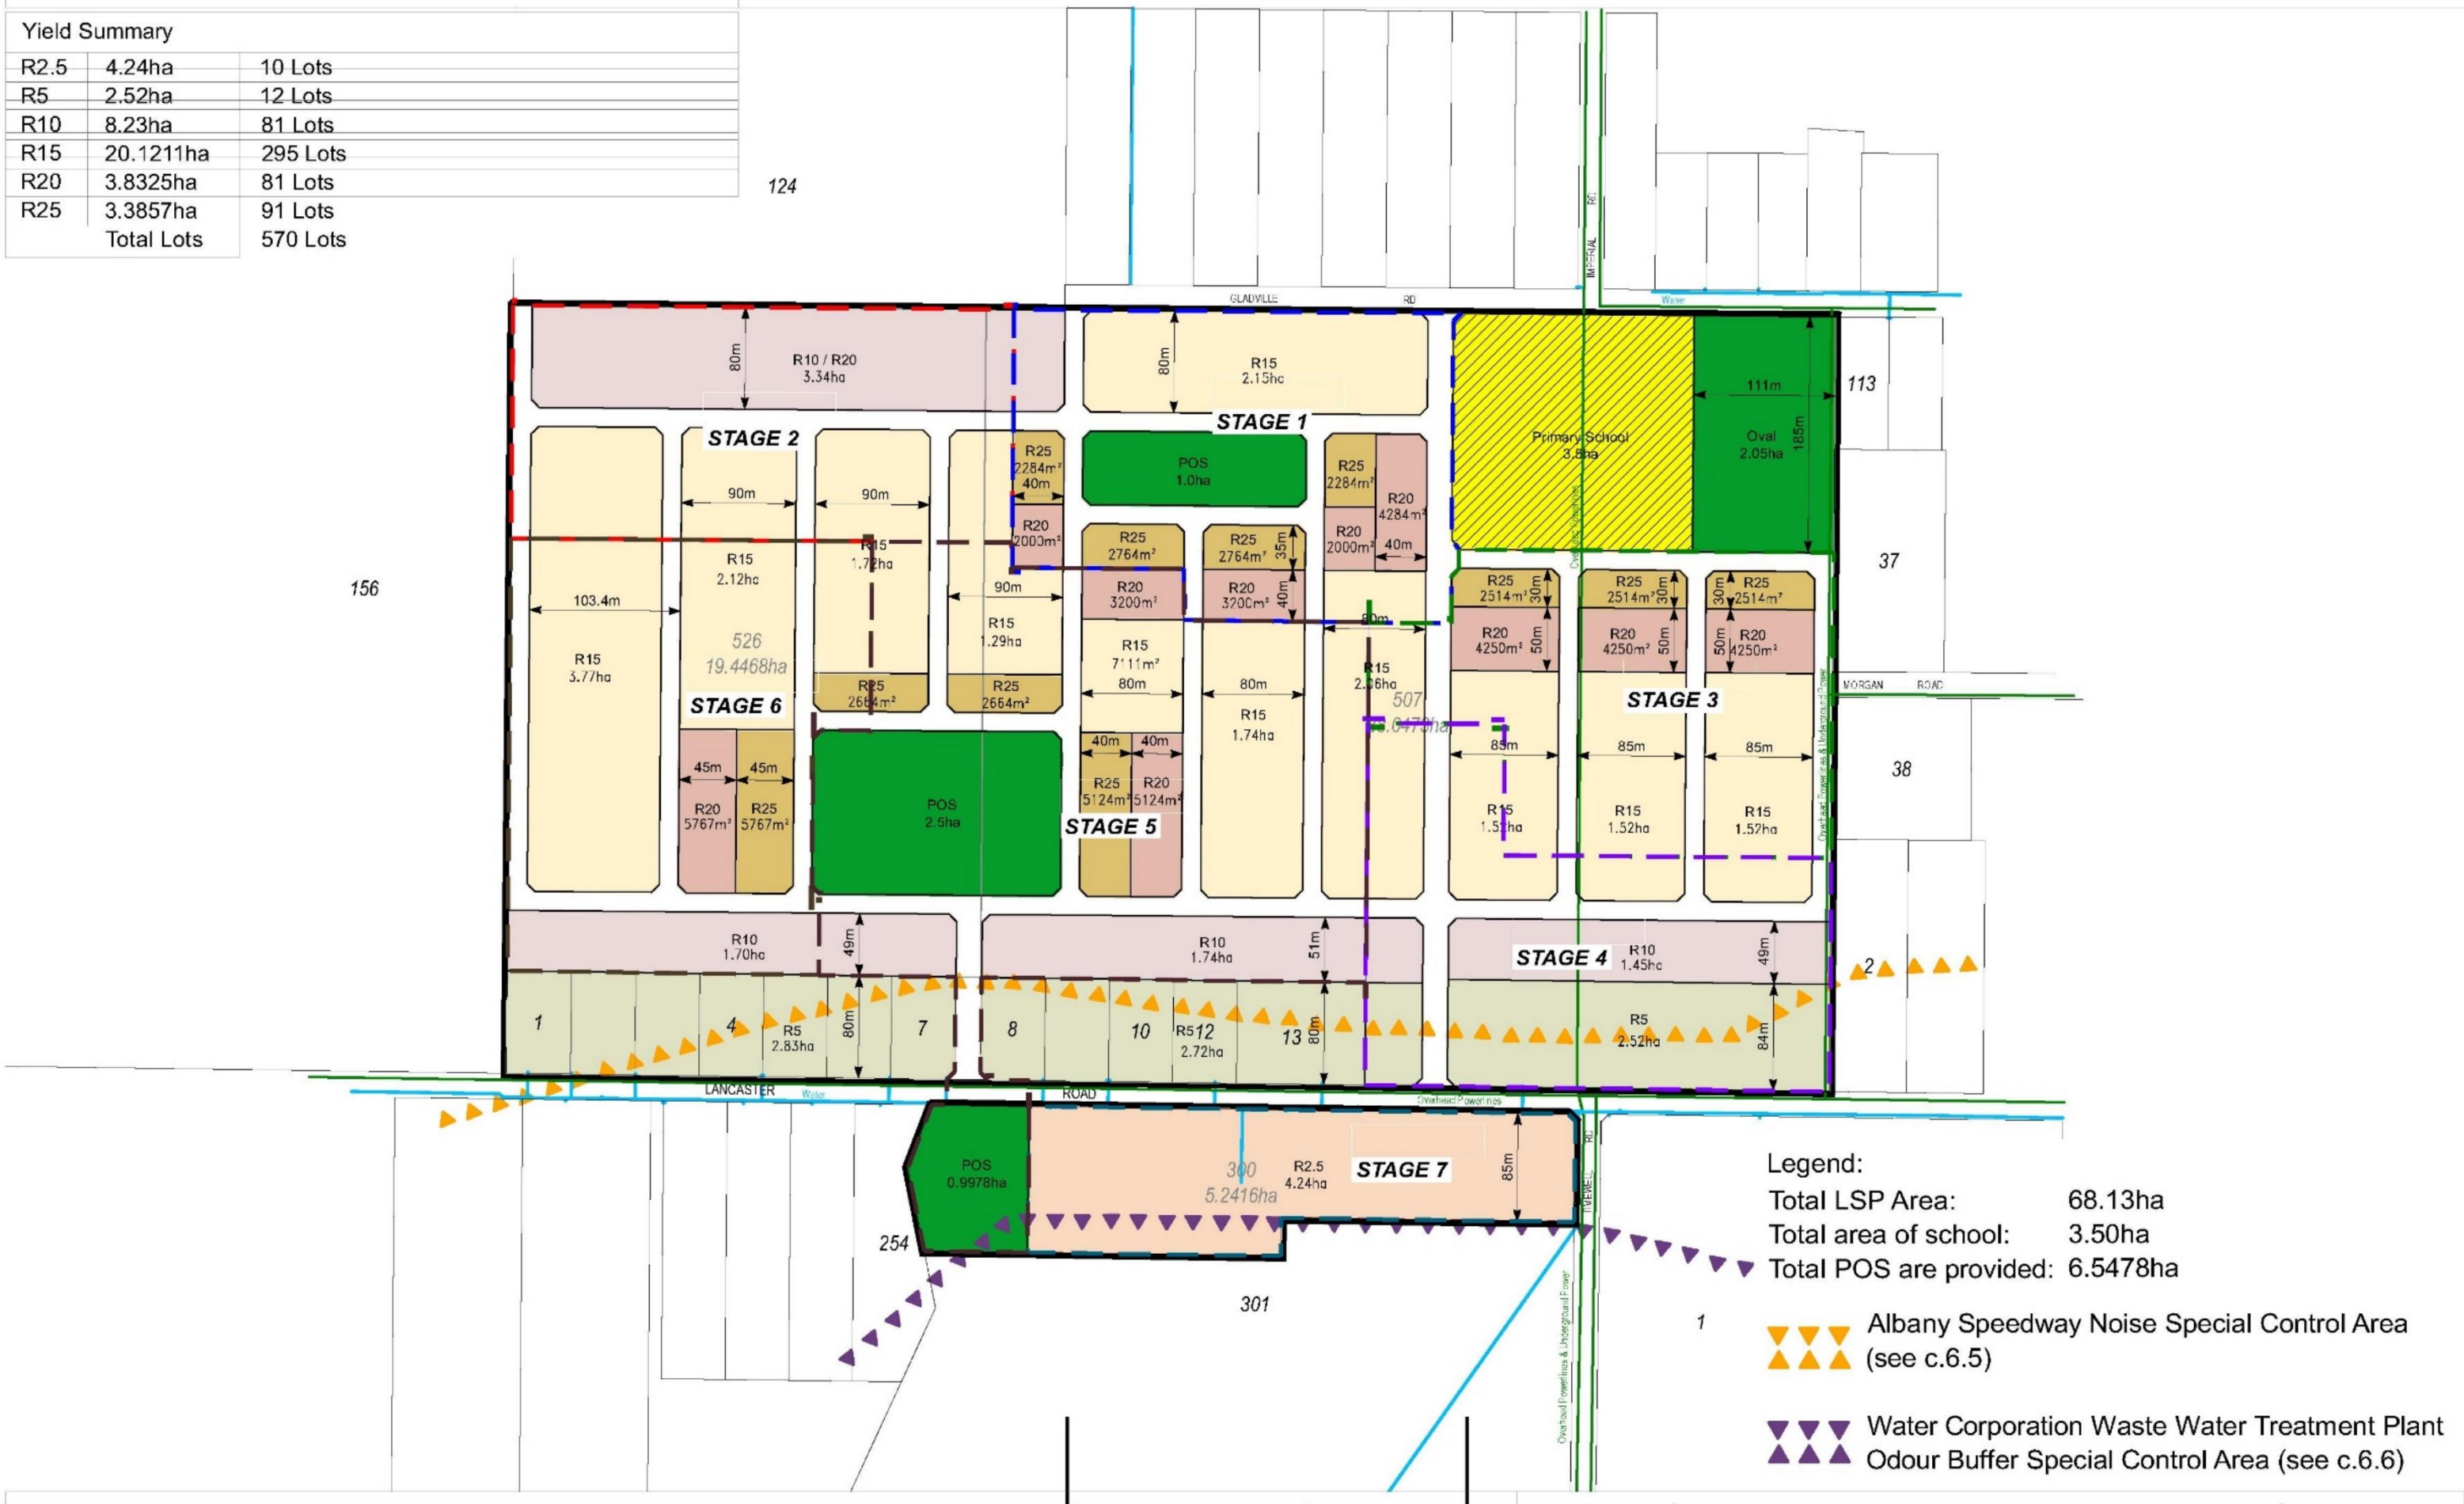 Yield Summary
R2.5 4.24ha 10 Lots
R5 2.52ha 12 Lots
R10 8.23ha 81 Lots
R15 20.1211ha 295 Lots
R20 3.8325ha 81 Lots
R25 3.3857ha 91 Lots
Total Lots 570 Lots
124
IMPERIAL RD
GLADVILLE RD
Water
R10 / R20
3.34ha
80m
R15
2.15ha
80m
STAGE 1
STAGE 2
113
111m
185m
Primary School
Oval
2.05ha
POS
1.0ha
R25
2284m²
40m
R20
2000m²
R25
2284m²
R20
4284m²
R20
2000m²
40m
90m
90m
R25
2764m²
R25
2764m²
35m
R20
3200m²
R20
3200m²
40m
R15
2.12ha
R15
1.72ha
90m
R15
1.29ha
156
37
103.4m
526
19.4468ha
R15
3.77ha
STAGE 6
R25
2664m²
R25
2664m²
R15
7111m²
80m
80m
R15
1.74ha
80m
R15
507
R25
2514m²
30m
R25
2514m²
30m
R25
2514m²
30m
R20
4250m²
50m
R20
4250m²
50m
R20
4250m²
50m
STAGE 3
MORGAN ROAD
Overhead Powerlines & Underground Power
85m
85m
85m
38
45m
45m
R20
5767m²
R25
5767m²
POS
2.5ha
40m
40m
R25
5124m²
R20
5124m²
STAGE 5
R15
R15
1.52ha
R15
1.52ha
R10
1.70ha
49m
R10
1.74ha
51m
STAGE 4
R10
1.45ha
49m
2
1
4
R5
2.83ha
80m
7
8
10
R5
12
2.72ha
13
80m
R5
2.52ha
84m
LANCASTER
Water
ROAD
Overhead Powerlines
POS
0.9978ha
300
5.2416ha
R2.5
4.24ha
STAGE 7
85m
RD
254
301
1
Overhead Powerlines & Underground Power
Legend:
Total LSP Area: 68.13ha
Total area of school: 3.50ha
Total POS are provided: 6.5478ha
Albany Speedway Noise Special Control Area
(see c.6.5)
Water Corporation Waste Water Treatment Plant
Odour Buffer Special Control Area (see c.6.6)